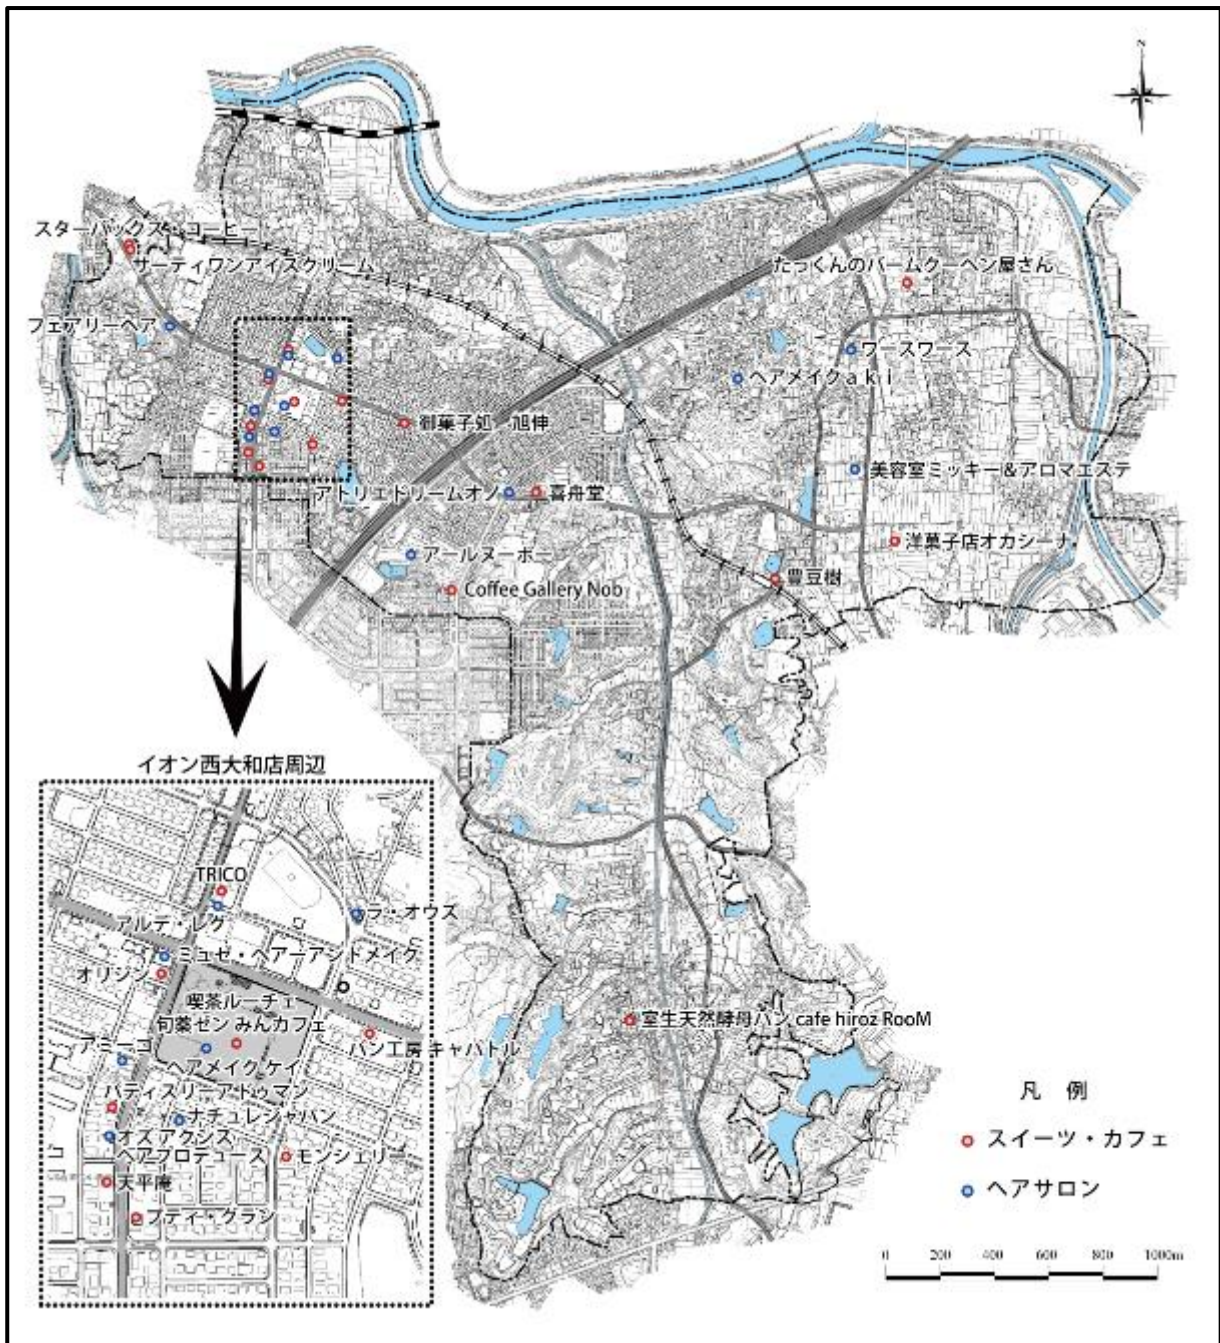 N
スターバックス・コーヒー
サーティワンアイスクリーム
たっくんのバームクーヘン屋さん
フェアリーヘア
ワースワース
ヘアメイクaki
御菓子処 旭伸
美容室ミッキー&アロマエステ
アトリエドリームオノ
喜舟堂
洋菓子店オカシーナ
アールヌーボー
豊豆樹
Coffee Gallery Nob
イオン西大和店周辺
TRICO
アルテ・レグ
ラ・オウズ
ミュゼ・ヘアーアンドメイク
オリジン
喫茶ルーチェ
旬菜ゼン みんカフェ
室生天然酵母パン cafe hiroz RooM
アミーコ
パン工房 キャパトル
ヘアメイク ケイ
パティスリーアドゥマン
ナチュレジャパン
オズ アクシス
ヘアプロデュース
モンシェリー
天平庵
プティ・グラン
凡 例
スイーツ・カフェ
ヘアサロン
0 200 400 600 800 1000m